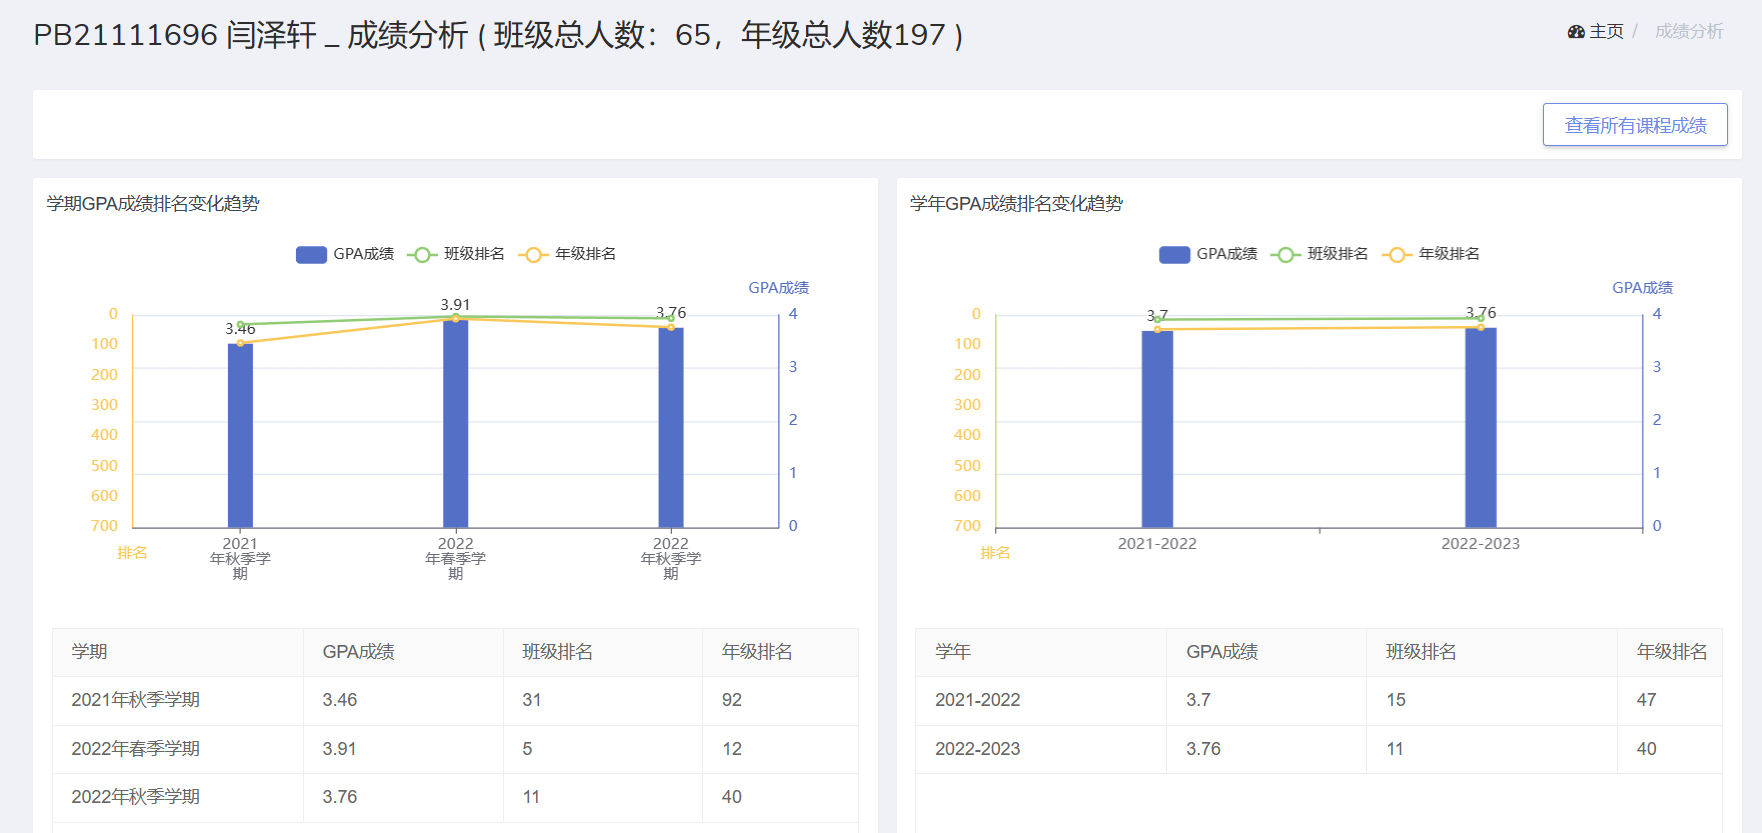 PB21111696 闫泽轩 _ 成绩分析 ( 班级总人数：65，年级总人数197 )
主页 / 成绩分析
查看所有课程成绩
学期GPA成绩排名变化趋势
GPA成绩 班级排名 年级排名
GPA成绩
0
100
200
300
400
500
600
700
排名
3.46
3.91
3.76
4
3
2
1
0
2021
年秋季学
期
2022
年春季学
期
2022
年秋季学
期
学期 GPA成绩 班级排名 年级排名
2021年秋季学期 3.46 31 92
2022年春季学期 3.91 5 12
2022年秋季学期 3.76 11 40
学年GPA成绩排名变化趋势
GPA成绩 班级排名 年级排名
GPA成绩
0
100
200
300
400
500
600
700
排名
3.7
3.76
4
3
2
1
0
2021-2022
2022-2023
学年 GPA成绩 班级排名 年级排名
2021-2022 3.7 15 47
2022-2023 3.76 11 40